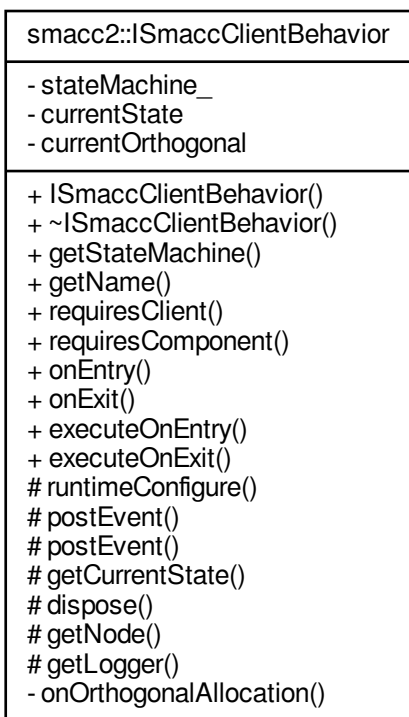 smacc2::ISmaccClientBehavior
- stateMachine_
- currentState
- currentOrthogonal
+ ISmaccClientBehavior()
+ ~ISmaccClientBehavior()
+ getStateMachine()
+ getName()
+ requiresClient()
+ requiresComponent()
+ onEntry()
+ onExit()
+ executeOnEntry()
+ executeOnExit()
# runtimeConfigure()
# postEvent()
# postEvent()
# getCurrentState()
# dispose()
# getNode()
# getLogger()
- onOrthogonalAllocation()